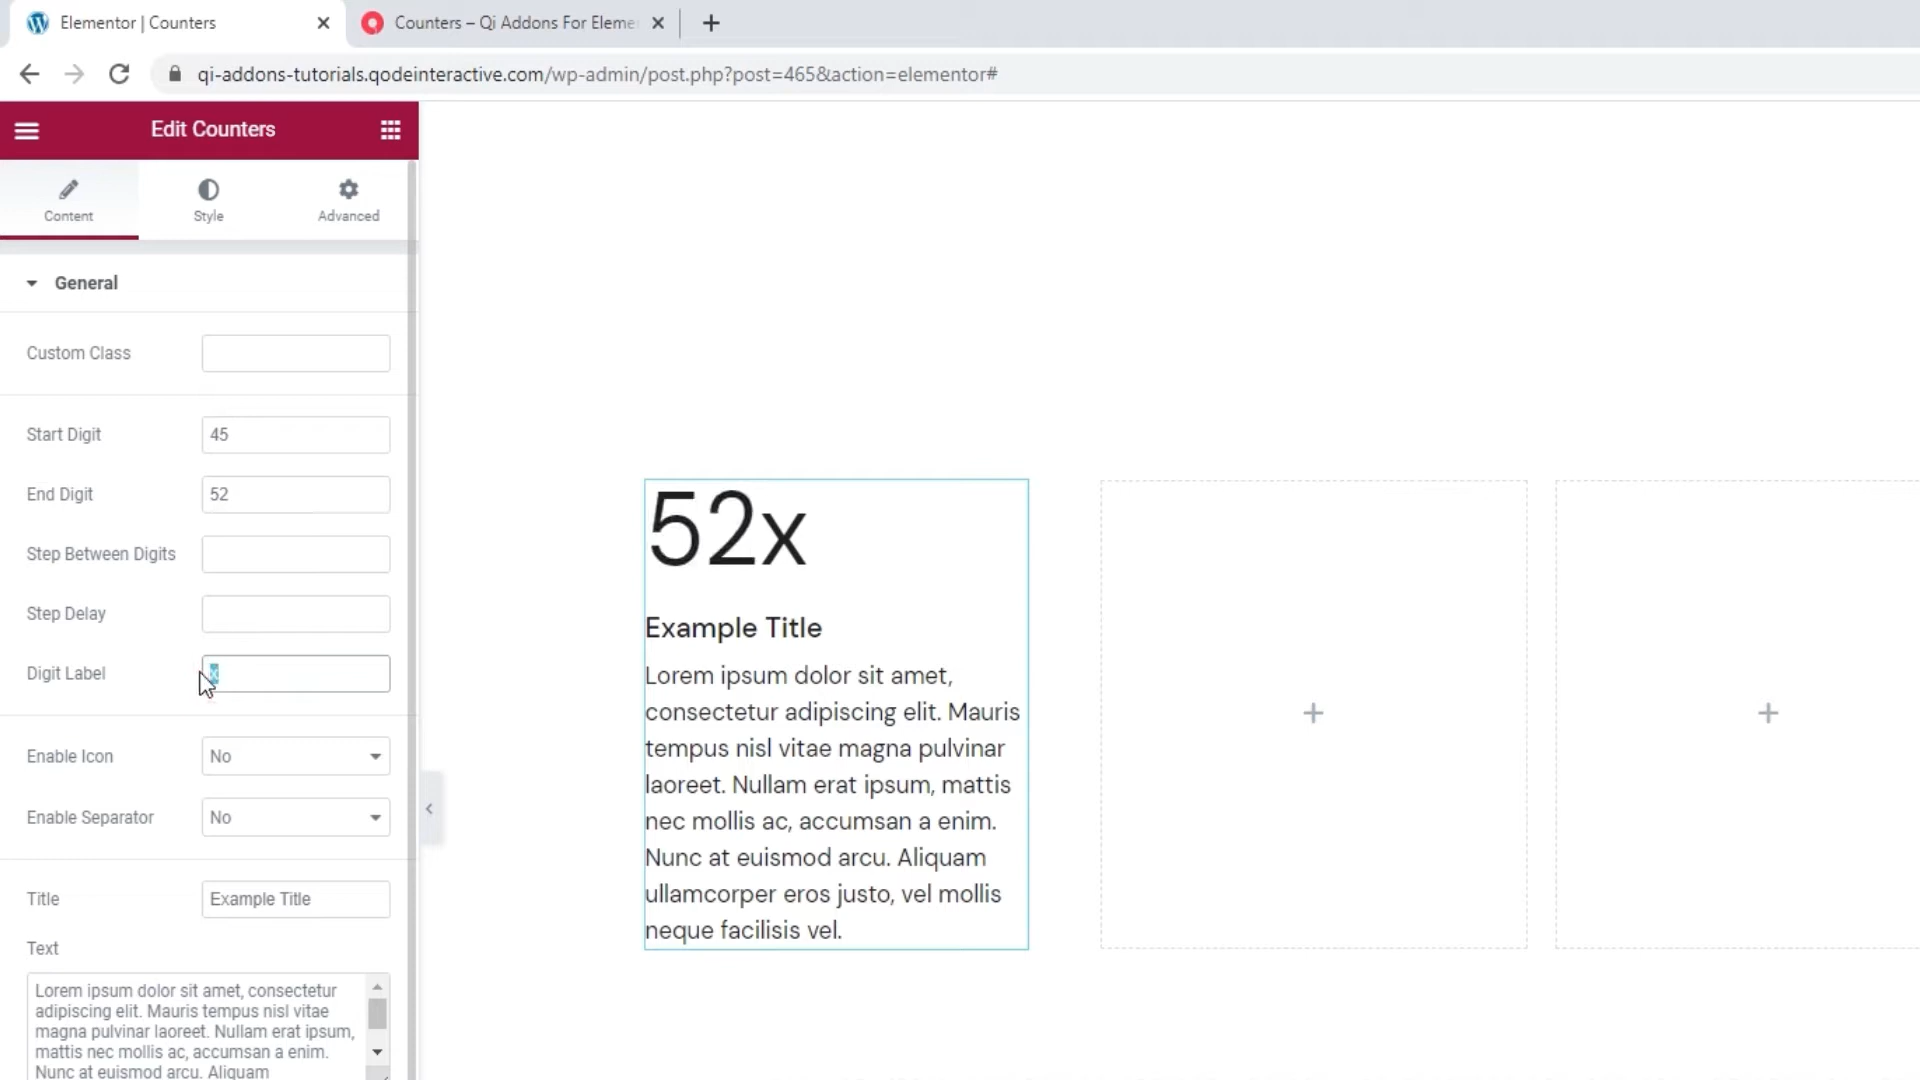 Elementor | Counters
Counters – Qi Addons For Eleme
qi-addons-tutorials.qodeinteractive.com/wp-admin/post.php?post=465&action=elementor#
Edit Counters
Content
Style
Advanced
General
Custom Class
Start Digit
45
End Digit
52
Step Between Digits
Step Delay
Digit Label
x
Enable Icon
No
Enable Separator
No
Title
Example Title
Text
Lorem ipsum dolor sit amet, consectetur
adipiscing elit. Mauris tempus nisl vitae
magna pulvinar laoreet. Nullam erat ipsum,
mattis nec mollis ac, accumsan a enim.
Nunc at euismod arcu. Aliquam
52x
Example Title
Lorem ipsum dolor sit amet,
consectetur adipiscing elit. Mauris
tempus nisl vitae magna pulvinar
laoreet. Nullam erat ipsum, mattis
nec mollis ac, accumsan a enim.
Nunc at euismod arcu. Aliquam
ullamcorper eros justo, vel mollis
neque facilisis vel.